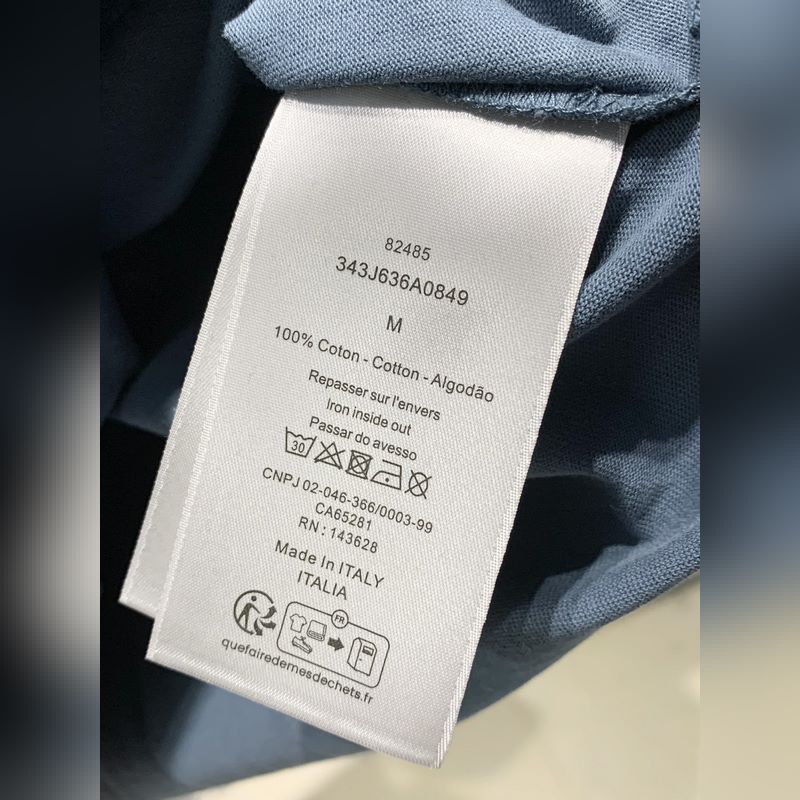 82485
343J636A0849
M
100% Coton - Cotton - Algodão
Repasser sur l'envers
Iron inside out
Passar do avesso
30
CNPJ 02-046-366/0003-99
CA65281
RN : 143628
Made In ITALY
ITALIA
FR
quefairedemesdechets.fr